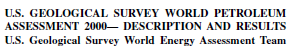 U.S. GEOLOGICAL SURVEY WORLD PETROLEUM
ASSESSMENT 2000— DESCRIPTION AND RESULTS
U.S. Geological Survey World Energy Assessment Team